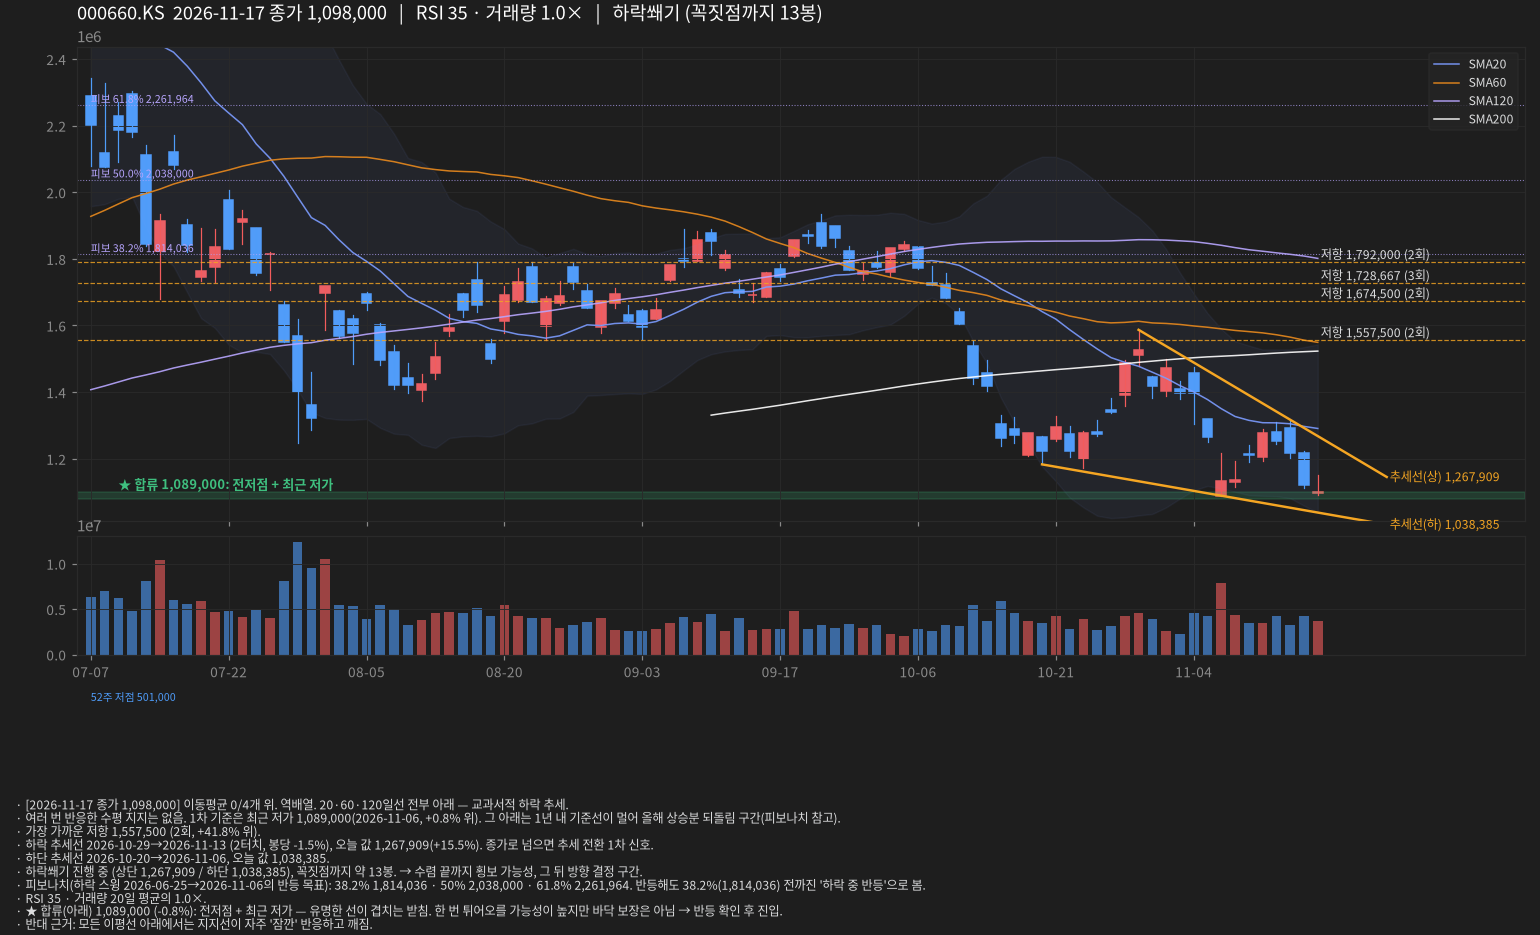 000660.KS 2026-11-17 종가 1,098,000 | RSI 35 · 거래량 1.0× | 하락쐐기 (꼭짓점까지 13봉)
1e6
2.4
2.2
2.0
1.8
1.6
1.4
1.2
SMA20
SMA60
SMA120
SMA200
피보 61.8% 2,261,964
피보 50.0% 2,038,000
피보 38.2% 1,814,036
저항 1,792,000 (2회)
저항 1,728,667 (3회)
저항 1,674,500 (2회)
저항 1,557,500 (2회)
추세선(상) 1,267,909
★ 합류 1,089,000: 전저점 + 최근 저가
추세선(하) 1,038,385
1e7
1.0
0.5
0.0
07-07
07-22
08-05
08-20
09-03
09-17
10-06
10-21
11-04
52주 저점 501,000
· [2026-11-17 종가 1,098,000] 이동평균 0/4개 위. 역배열. 20·60·120일선 전부 아래 — 교과서적 하락 추세.
· 여러 번 반응한 수평 지지는 없음. 1차 기준은 최근 저가 1,089,000(2026-11-06, +0.8% 위). 그 아래는 1년 내 기준선이 멀어 올해 상승분 되돌림 구간(피보나치 참고).
· 가장 가까운 저항 1,557,500 (2회, +41.8% 위).
· 하락 추세선 2026-10-29→2026-11-13 (2터치, 봉당 -1.5%), 오늘 값 1,267,909(+15.5%). 종가로 넘으면 추세 전환 1차 신호.
· 하단 추세선 2026-10-20→2026-11-06, 오늘 값 1,038,385.
· 하락쐐기 진행 중 (상단 1,267,909 / 하단 1,038,385), 꼭짓점까지 약 13봉. → 수렴 끝까지 횡보 가능성, 그 뒤 방향 결정 구간.
· 피보나치(하락 스윙 2026-06-25→2026-11-06의 반등 목표): 38.2% 1,814,036 · 50% 2,038,000 · 61.8% 2,261,964. 반등해도 38.2%(1,814,036) 전까진 '하락 중 반등'으로 봄.
· RSI 35 · 거래량 20일 평균의 1.0×.
· ★ 합류(아래) 1,089,000 (-0.8%): 전저점 + 최근 저가 — 유명한 선이 겹치는 받침. 한 번 튀어오를 가능성이 높지만 바닥 보장은 아님 → 반등 확인 후 진입.
· 반대 근거: 모든 이평선 아래에서는 지지선이 자주 '잠깐' 반응하고 깨짐.